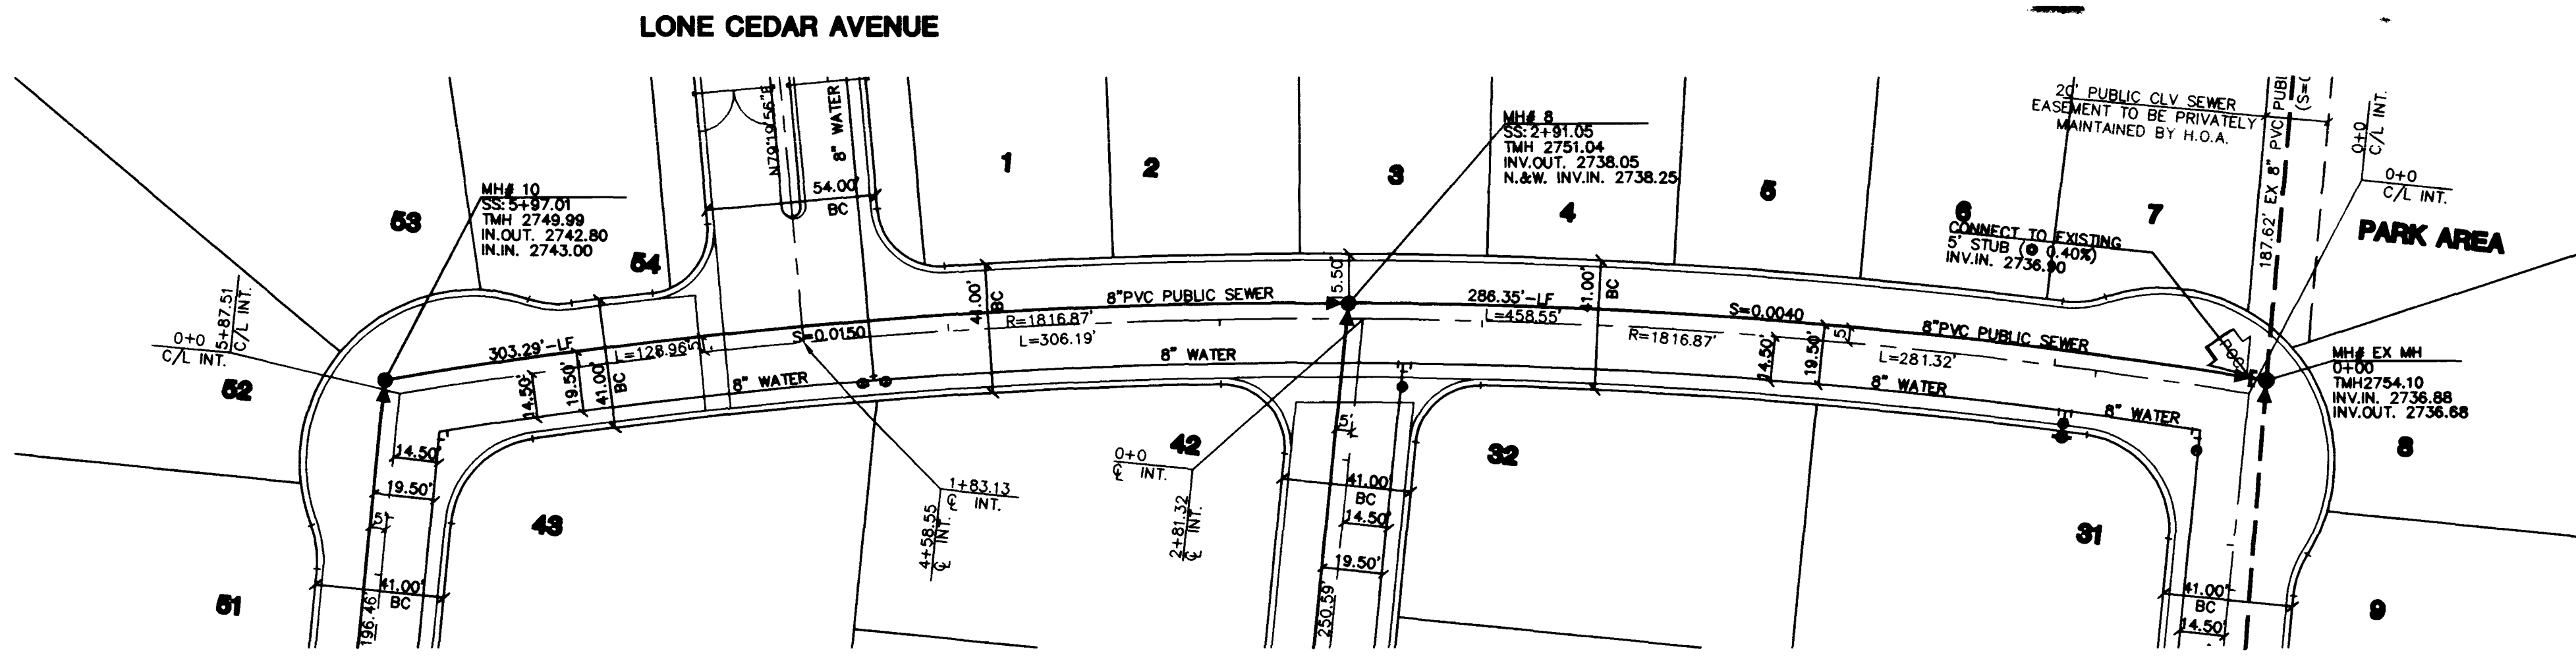 LONE CEDAR AVENUE
MH# 10
SS: 5+97.01
TMH 2749.99
IN.OUT. 2742.80
IN.IN. 2743.00
53
54
52
51
43
0+0
C/L INT.
5+87.51
C/L INT.
N79°19'56"E
8" WATER
54.00'
BC
303.29'-LF
S=0.0150
L=128.96'
5'
14.50'
19.50'
41.00'
BC
8" WATER
14.50'
19.50'
5'
41.00'
BC
196.46'
1
2
3
4
5
6
7
MH# 8
SS: 2+91.05
TMH 2751.04
INV.OUT. 2738.05
N.&W. INV.IN. 2738.25
41.00'
BC
8"PVC PUBLIC SEWER
R=1816.87'
L=306.19'
8" WATER
5.50'
286.35'-LF
L=458.55'
41.00'
BC
S=0.0040
R=1816.87'
14.50'
19.50'
5'
8"PVC PUBLIC SEWER
L=281.32'
8" WATER
8" WATER
1+83.13
℄ INT.
4+58.55
℄ INT.
0+0
℄ INT.
2+81.32
℄ INT.
42
32
5'
41.00'
BC
14.50'
19.50'
250.59'
20' PUBLIC CLV SEWER
EASEMENT TO BE PRIVATELY
MAINTAINED BY H.O.A.
CONNECT TO EXISTING
5' STUB (@ 0.40%)
INV.IN. 2736.90
187.62' EX 8" PVC PUBL
(S=0
0+0
C/L INT.
0+0
C/L INT.
PARK AREA
POC
MH# EX MH
0+00
TMH2754.10
INV.IN. 2736.88
INV.OUT. 2736.68
8
9
31
41.00'
BC
14.50'